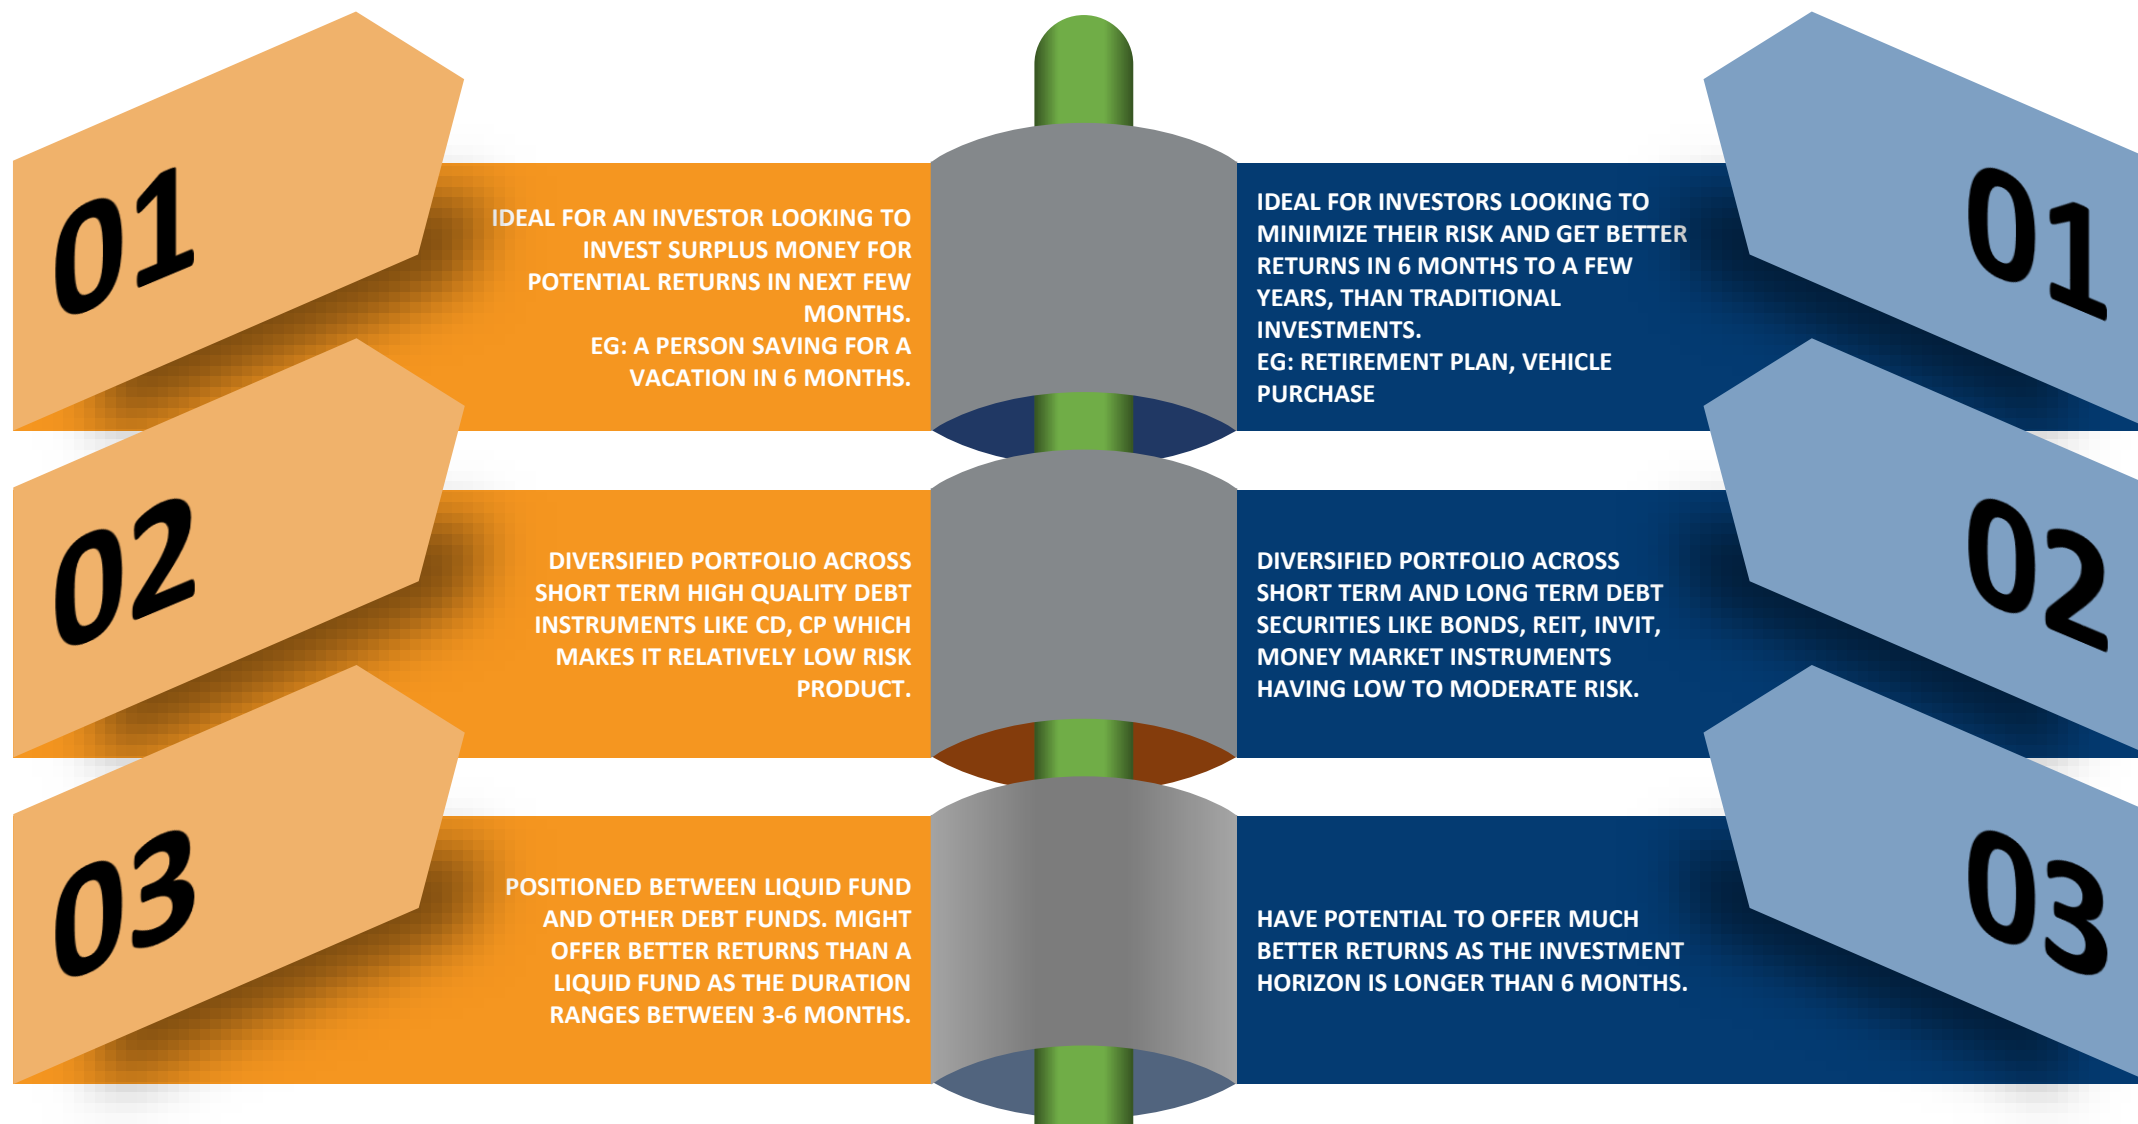 01
IDEAL FOR AN INVESTOR LOOKING TO
INVEST SURPLUS MONEY FOR
POTENTIAL RETURNS IN NEXT FEW
MONTHS.
EG: A PERSON SAVING FOR A
VACATION IN 6 MONTHS.
IDEAL FOR INVESTORS LOOKING TO
MINIMIZE THEIR RISK AND GET BETTER
RETURNS IN 6 MONTHS TO A FEW
YEARS, THAN TRADITIONAL
INVESTMENTS.
EG: RETIREMENT PLAN, VEHICLE
PURCHASE
01
02
DIVERSIFIED PORTFOLIO ACROSS
SHORT TERM HIGH QUALITY DEBT
INSTRUMENTS LIKE CD, CP WHICH
MAKES IT RELATIVELY LOW RISK
PRODUCT.
DIVERSIFIED PORTFOLIO ACROSS
SHORT TERM AND LONG TERM DEBT
SECURITIES LIKE BONDS, REIT, INVIT,
MONEY MARKET INSTRUMENTS
HAVING LOW TO MODERATE RISK.
02
03
POSITIONED BETWEEN LIQUID FUND
AND OTHER DEBT FUNDS. MIGHT
OFFER BETTER RETURNS THAN A
LIQUID FUND AS THE DURATION
RANGES BETWEEN 3-6 MONTHS.
HAVE POTENTIAL TO OFFER MUCH
BETTER RETURNS AS THE INVESTMENT
HORIZON IS LONGER THAN 6 MONTHS.
03